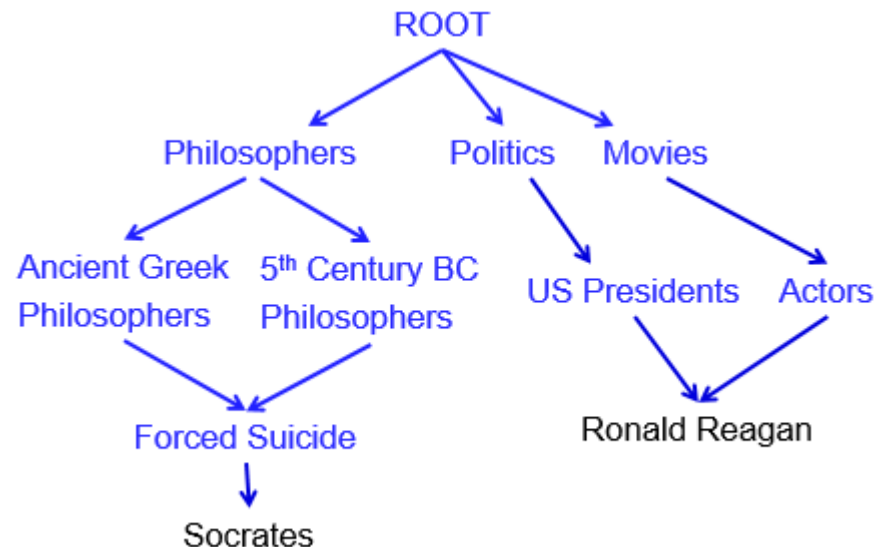 ROOT
Philosophers
Politics
Movies
Ancient Greek
Philosophers
5th Century BC
Philosophers
US Presidents
Actors
Forced Suicide
Ronald Reagan
Socrates